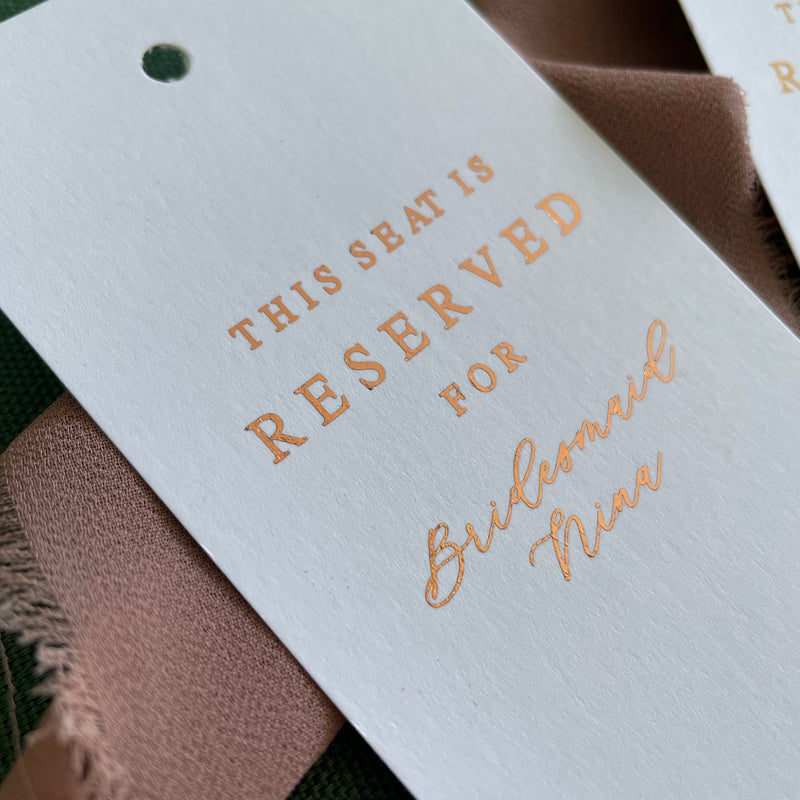 THIS SEAT IS
RESERVED
FOR
Bridesmaid
Nina